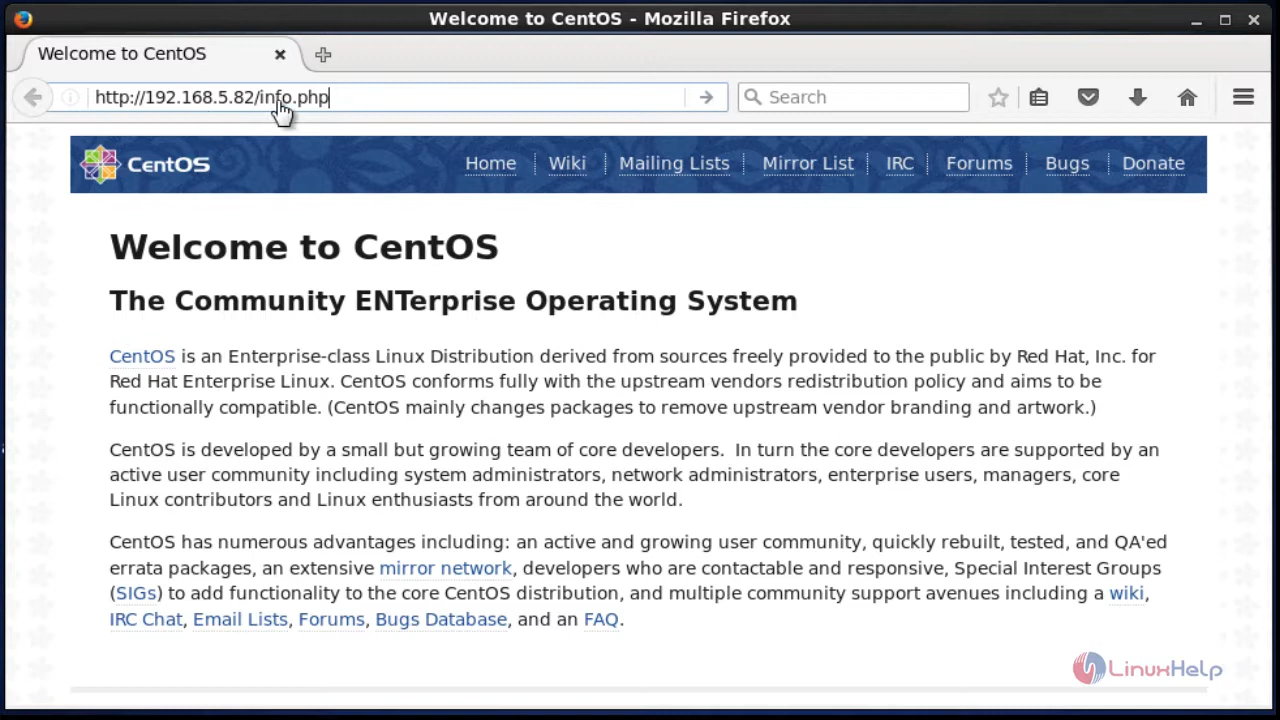 Welcome to CentOS - Mozilla Firefox
Welcome to CentOS
http://192.168.5.82/info.php
Search
CentOS
Home Wiki Mailing Lists Mirror List IRC Forums Bugs Donate
Welcome to CentOS
The Community ENTerprise Operating System
CentOS is an Enterprise-class Linux Distribution derived from sources freely provided to the public by Red Hat, Inc. for
Red Hat Enterprise Linux. CentOS conforms fully with the upstream vendors redistribution policy and aims to be
functionally compatible. (CentOS mainly changes packages to remove upstream vendor branding and artwork.)
CentOS is developed by a small but growing team of core developers.  In turn the core developers are supported by an
active user community including system administrators, network administrators, enterprise users, managers, core
Linux contributors and Linux enthusiasts from around the world.
CentOS has numerous advantages including: an active and growing user community, quickly rebuilt, tested, and QA'ed
errata packages, an extensive mirror network, developers who are contactable and responsive, Special Interest Groups
(SIGs) to add functionality to the core CentOS distribution, and multiple community support avenues including a wiki,
IRC Chat, Email Lists, Forums, Bugs Database, and an FAQ.
LinuxHelp